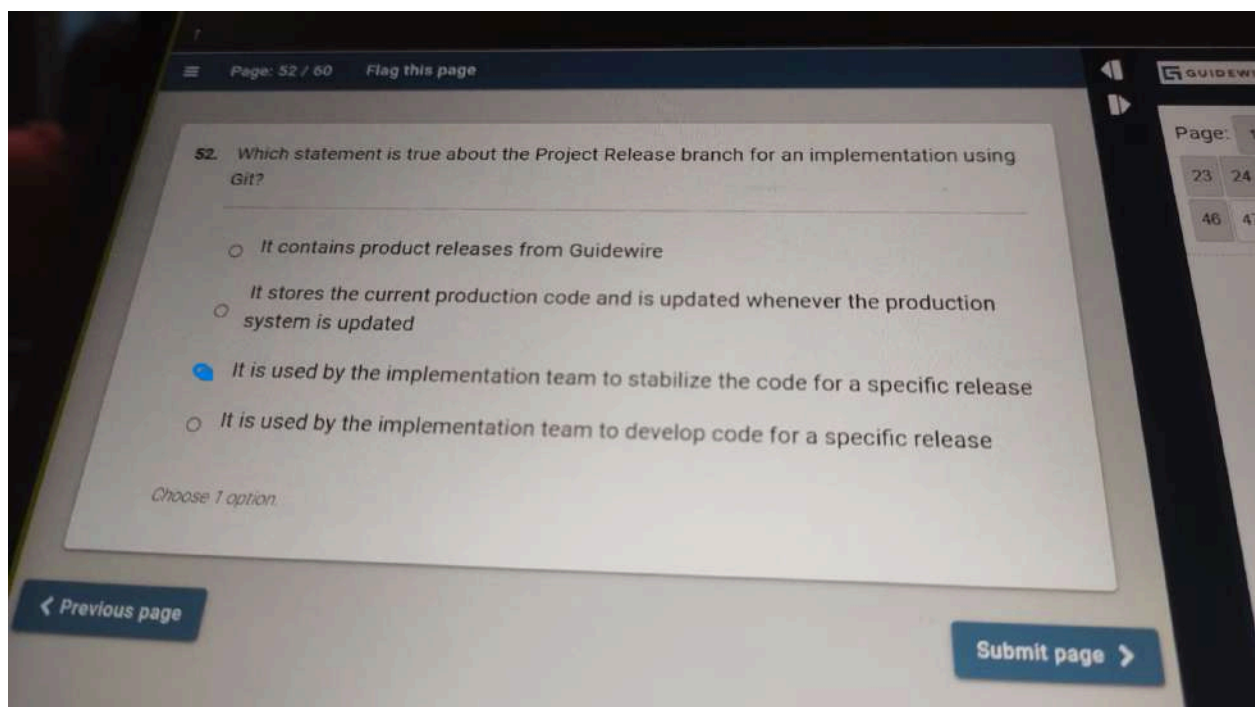 Page: 52 / 60 Flag this page
GUIDEW
Page:
52. Which statement is true about the Project Release branch for an implementation using
Git?
23 24
46
It contains product releases from Guidewire
It stores the current production code and is updated whenever the production
system is updated
It is used by the implementation team to stabilize the code for a specific release
It is used by the implementation team to develop code for a specific release
Choose 1 option.
Previous page
Submit page